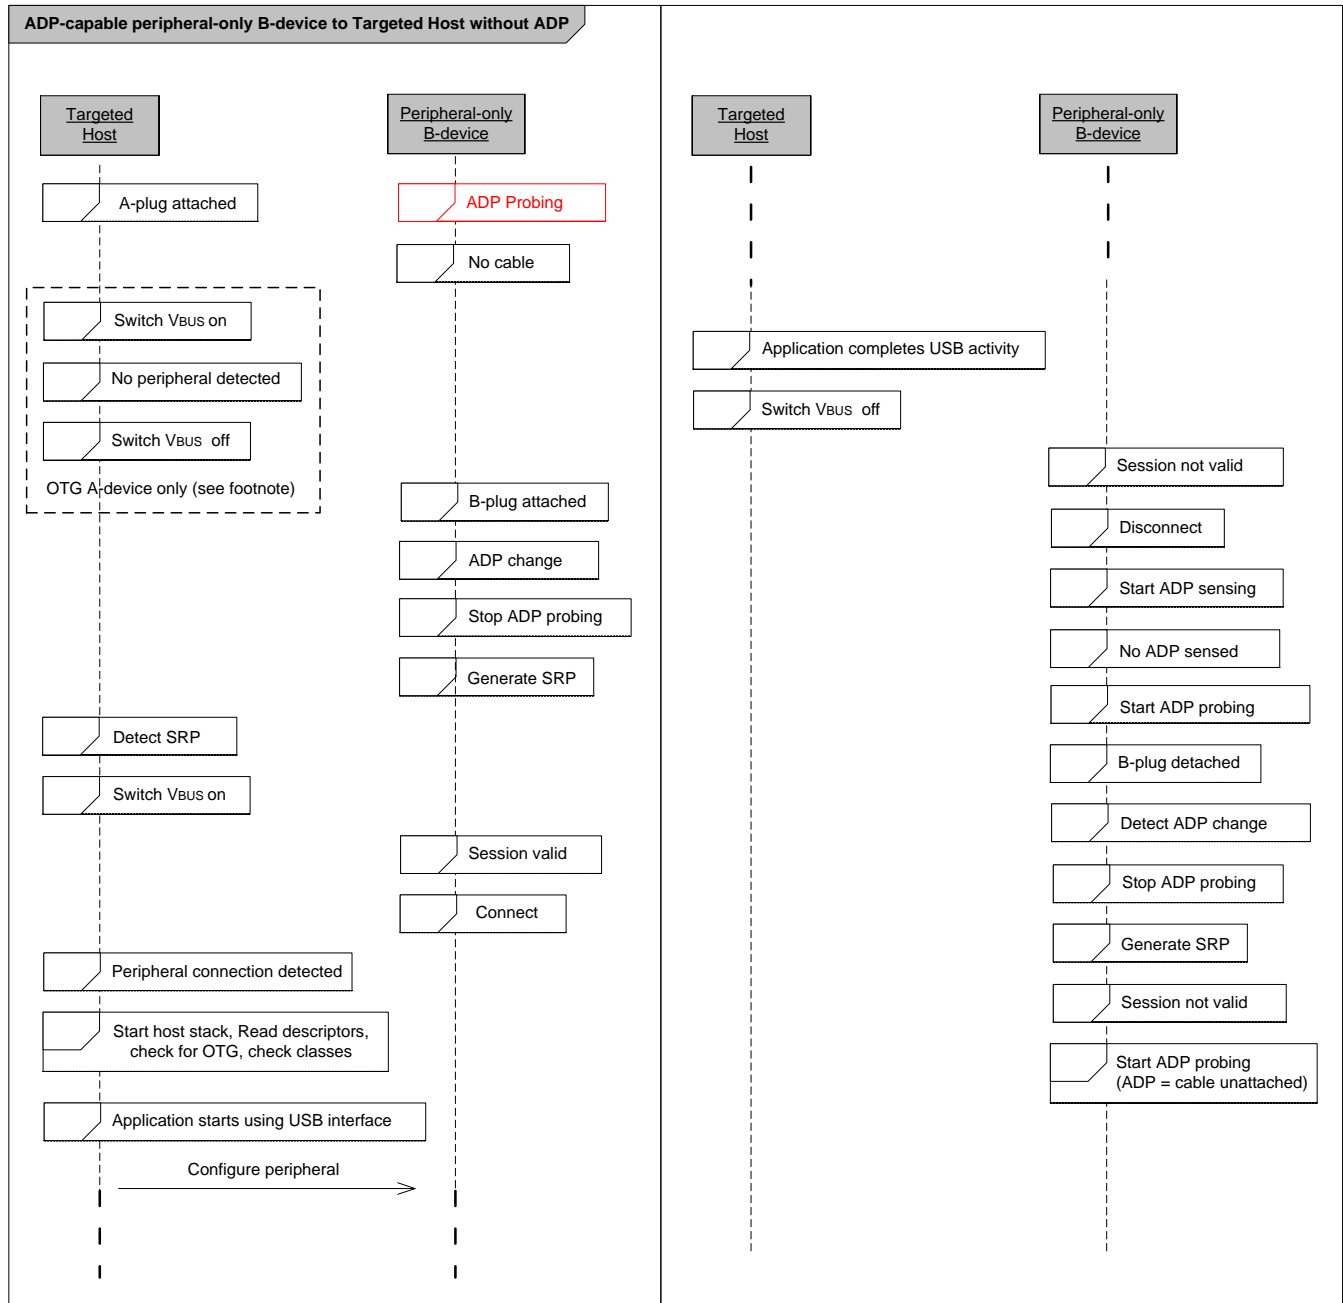 ADP-capable peripheral-only B-device to Targeted Host without ADP
Targeted
Host
Peripheral-only
B-device
A-plug attached
ADP Probing
No cable
Switch VBUS on
No peripheral detected
Switch VBUS off
OTG A-device only (see footnote)
B-plug attached
ADP change
Stop ADP probing
Generate SRP
Detect SRP
Switch VBUS on
Session valid
Connect
Peripheral connection detected
Start host stack, Read descriptors,
check for OTG, check classes
Application starts using USB interface
Configure peripheral
Targeted
Host
Peripheral-only
B-device
Application completes USB activity
Switch VBUS off
Session not valid
Disconnect
Start ADP sensing
No ADP sensed
Start ADP probing
B-plug detached
Detect ADP change
Stop ADP probing
Generate SRP
Session not valid
Start ADP probing
(ADP = cable unattached)